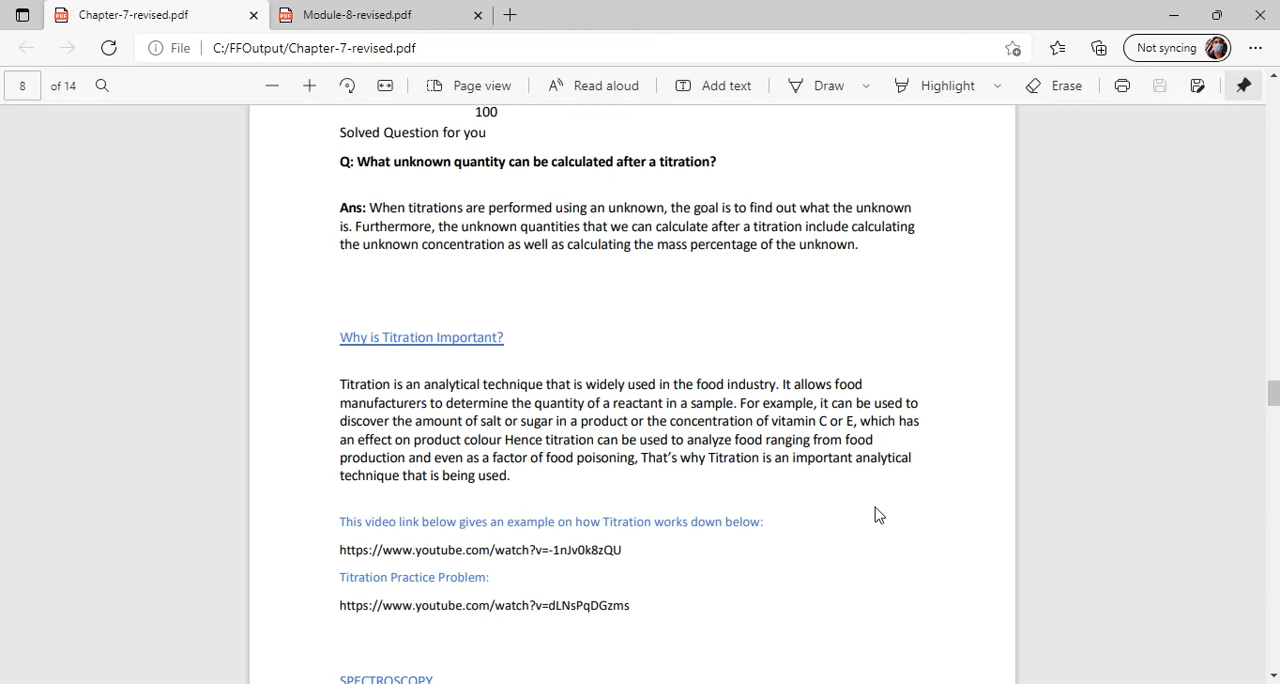 Chapter-7-revised.pdf
Module-8-revised.pdf
File
C:/FFOutput/Chapter-7-revised.pdf
Not syncing
8 of 14
Page view
Read aloud
Add text
Draw
Highlight
Erase
100
Solved Question for you
Q: What unknown quantity can be calculated after a titration?
Ans: When titrations are performed using an unknown, the goal is to find out what the unknown
is. Furthermore, the unknown quantities that we can calculate after a titration include calculating
the unknown concentration as well as calculating the mass percentage of the unknown.
Why is Titration Important?
Titration is an analytical technique that is widely used in the food industry. It allows food
manufacturers to determine the quantity of a reactant in a sample. For example, it can be used to
discover the amount of salt or sugar in a product or the concentration of vitamin C or E, which has
an effect on product colour Hence titration can be used to analyze food ranging from food
production and even as a factor of food poisoning, That's why Titration is an important analytical
technique that is being used.
This video link below gives an example on how Titration works down below:
https://www.youtube.com/watch?v=-1nJv0k8zQU
Titration Practice Problem:
https://www.youtube.com/watch?v=dLNsPqDGzms
SPECTROSCOPY